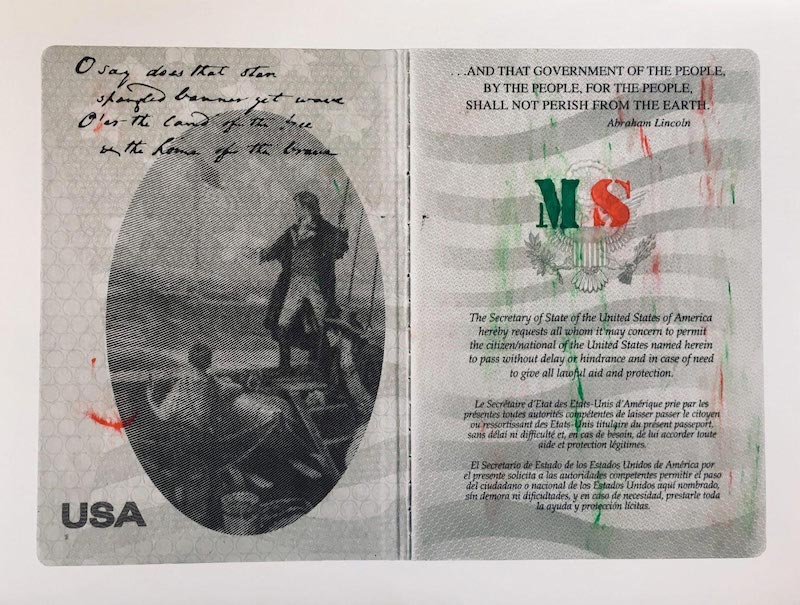 O say does that star
spangled banner yet wave
O'er the land of the free
& the home of the brave
USA
...AND THAT GOVERNMENT OF THE PEOPLE,
BY THE PEOPLE, FOR THE PEOPLE,
SHALL NOT PERISH FROM THE EARTH.
Abraham Lincoln
MS
The Secretary of State of the United States of America
hereby requests all whom it may concern to permit
the citizen/national of the United States named herein
to pass without delay or hindrance and in case of need
to give all lawful aid and protection.
Le Secrétaire d'Etat des Etats-Unis d'Amérique prie par les
présentes toutes autorités compétentes de laisser passer le citoyen
ou ressortissant des Etats-Unis titulaire du présent passeport,
sans délai ni difficulté et, en cas de besoin, de lui accorder toute
aide et protection légitimes.
El Secretario de Estado de los Estados Unidos de América por
el presente solicita a las autoridades competentes permitir el paso
del ciudadano o nacional de los Estados Unidos aquí nombrado,
sin demora ni dificultades, y en caso de necesidad, prestarle toda
la ayuda y protección lícitas.